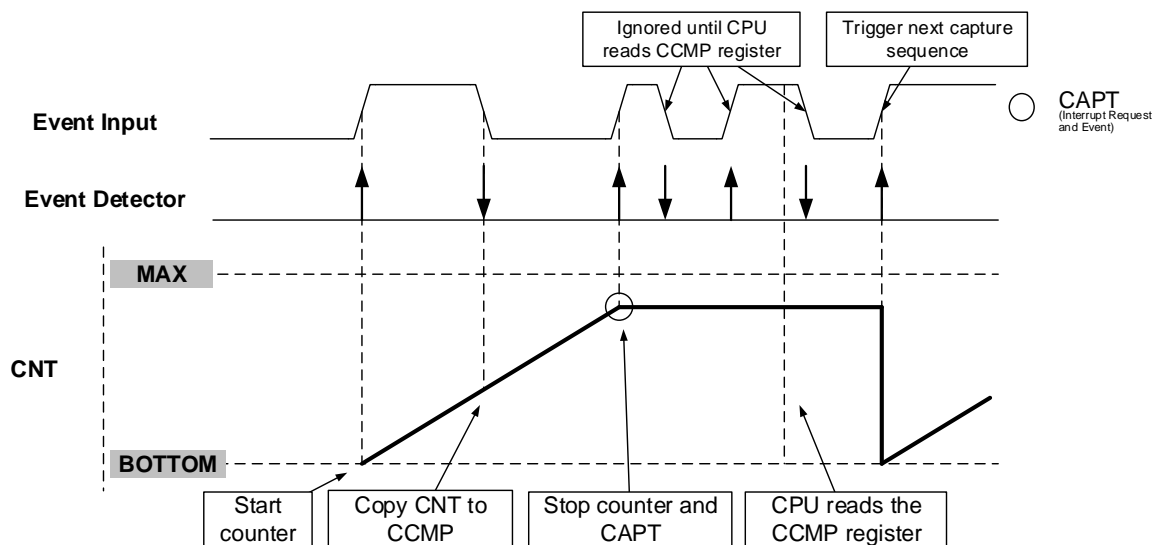 Ignored until CPU
reads CCMP register
Trigger next capture
sequence
CAPT
(Interrupt Request
and Event)
Event Input
Event Detector
MAX
CNT
BOTTOM
Start
counter
Copy CNT to
CCMP
Stop counter and
CAPT
CPU reads the
CCMP register